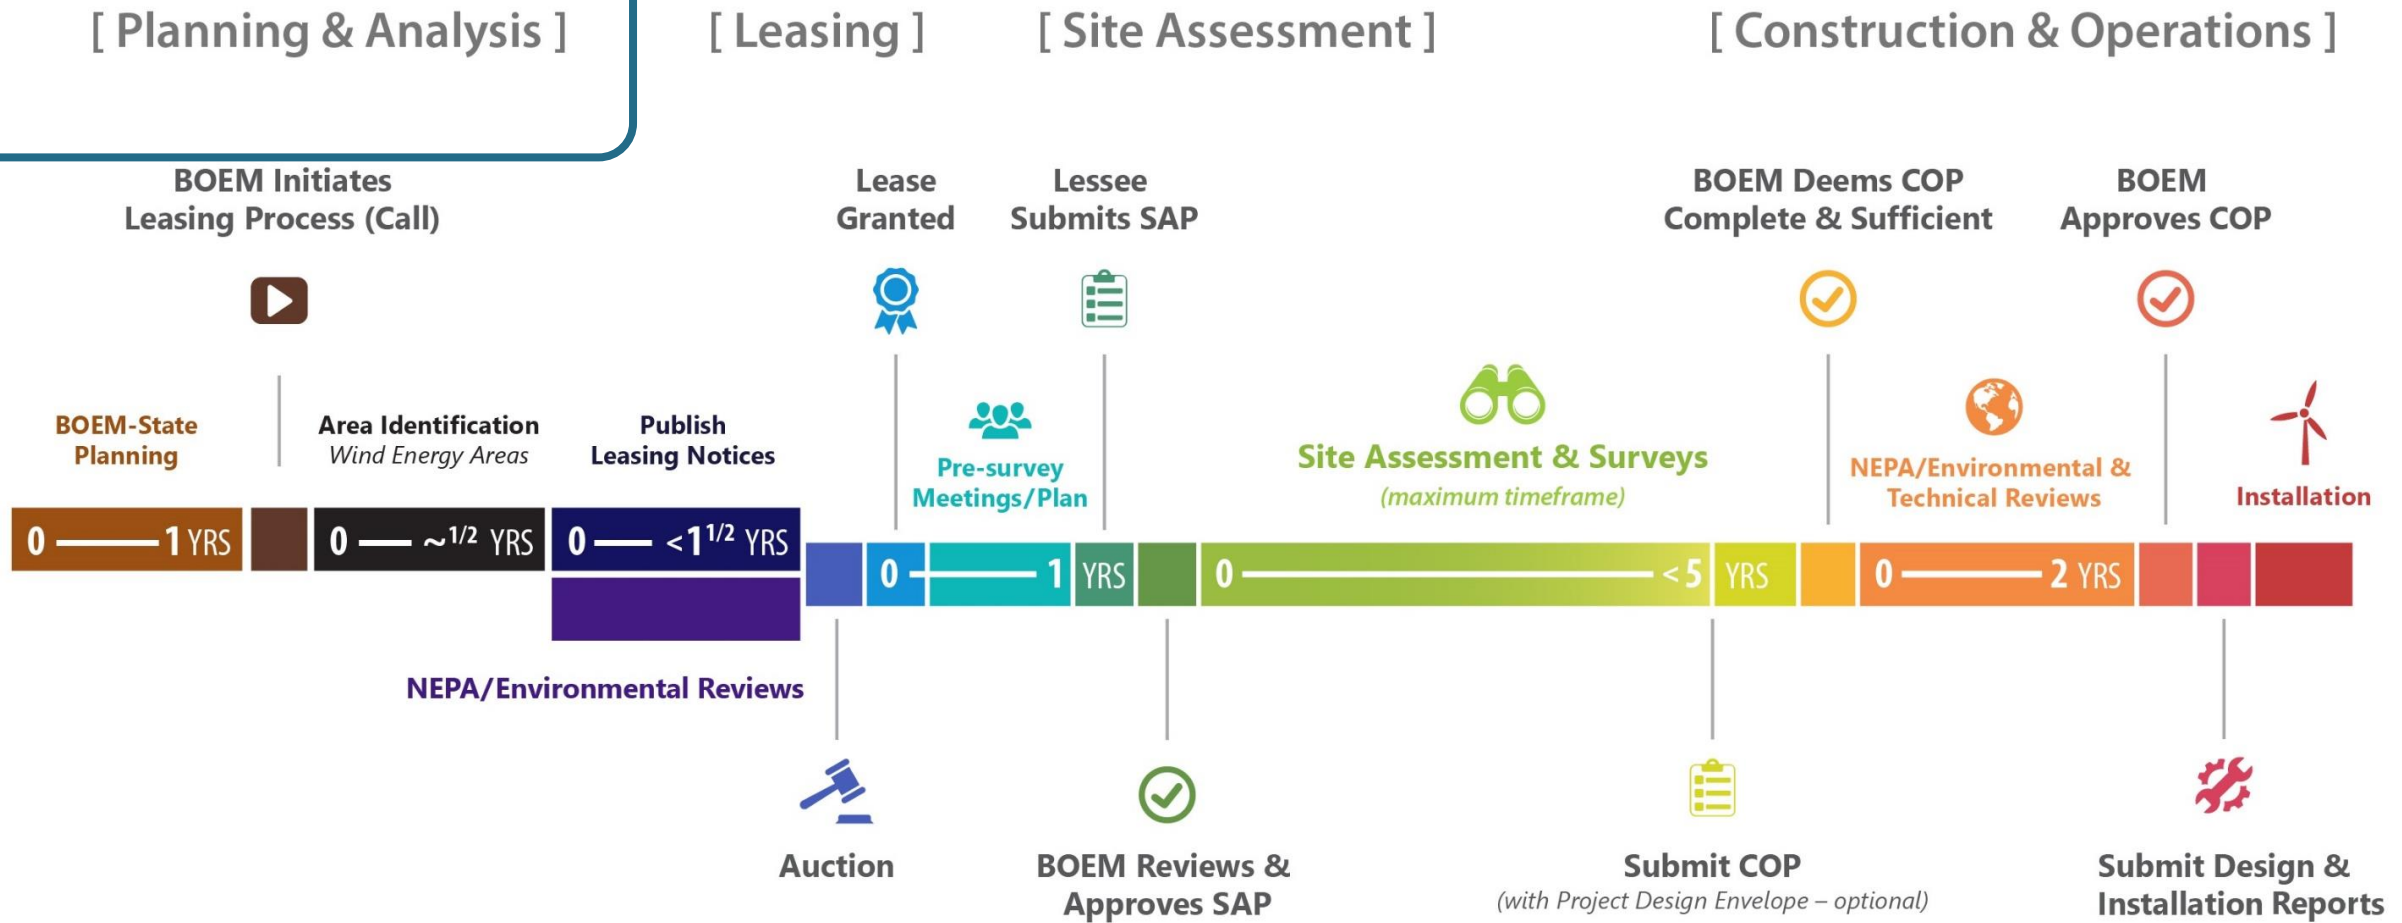 [ Planning & Analysis ]
[ Leasing ]
[ Site Assessment ]
[ Construction & Operations ]
BOEM Initiates
Leasing Process (Call)
Lease
Granted
Lessee
Submits SAP
BOEM Deems COP
Complete & Sufficient
BOEM
Approves COP
BOEM-State
Planning
Area Identification
Wind Energy Areas
Publish
Leasing Notices
Pre-survey
Meetings/Plan
Site Assessment & Surveys
(maximum timeframe)
NEPA/Environmental &
Technical Reviews
Installation
0 — 1 YRS
0 — ~1/2 YRS
0 — <1 1/2 YRS
0 — 1 YRS
0 — <5 YRS
0 — 2 YRS
NEPA/Environmental Reviews
Auction
BOEM Reviews &
Approves SAP
Submit COP
(with Project Design Envelope – optional)
Submit Design &
Installation Reports